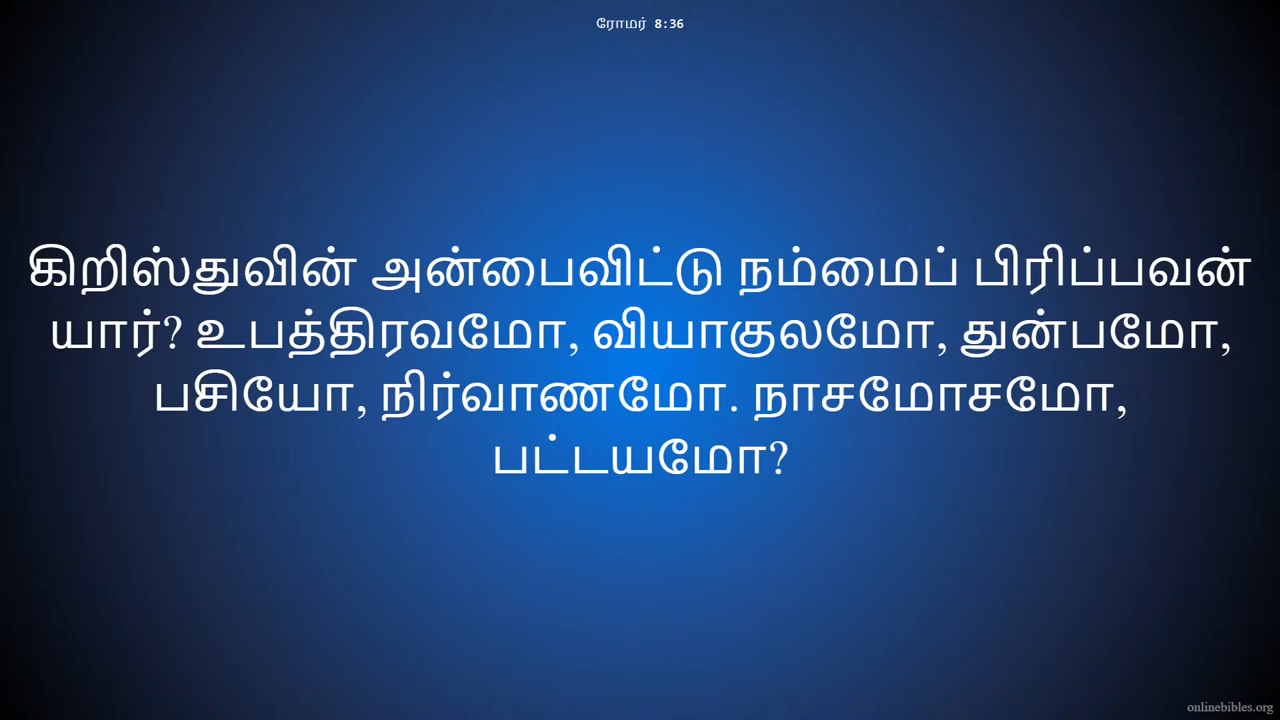 ரோமர் 8:36
கிறிஸ்துவின் அன்பைவிட்டு நம்மைப் பிரிப்பவன்
யார்? உபத்திரவமோ, வியாகுலமோ, துன்பமோ,
பசியோ, நிர்வாணமோ. நாசமோசமோ,
பட்டயமோ?
onlinebibles.org